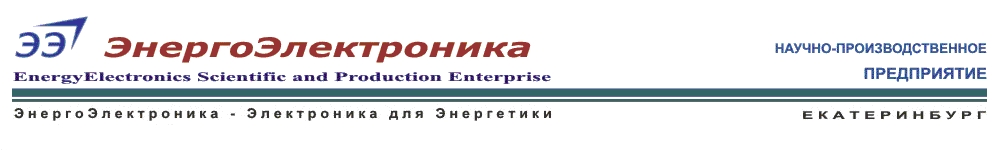 ЭЭ ЭнергоЭлектроника
EnergyElectronics Scientific and Production Enterprise
НАУЧНО-ПРОИЗВОДСТВЕННОЕ
ПРЕДПРИЯТИЕ
ЭнергоЭлектроника - Электроника для Энергетики
ЕКАТЕРИНБУРГ